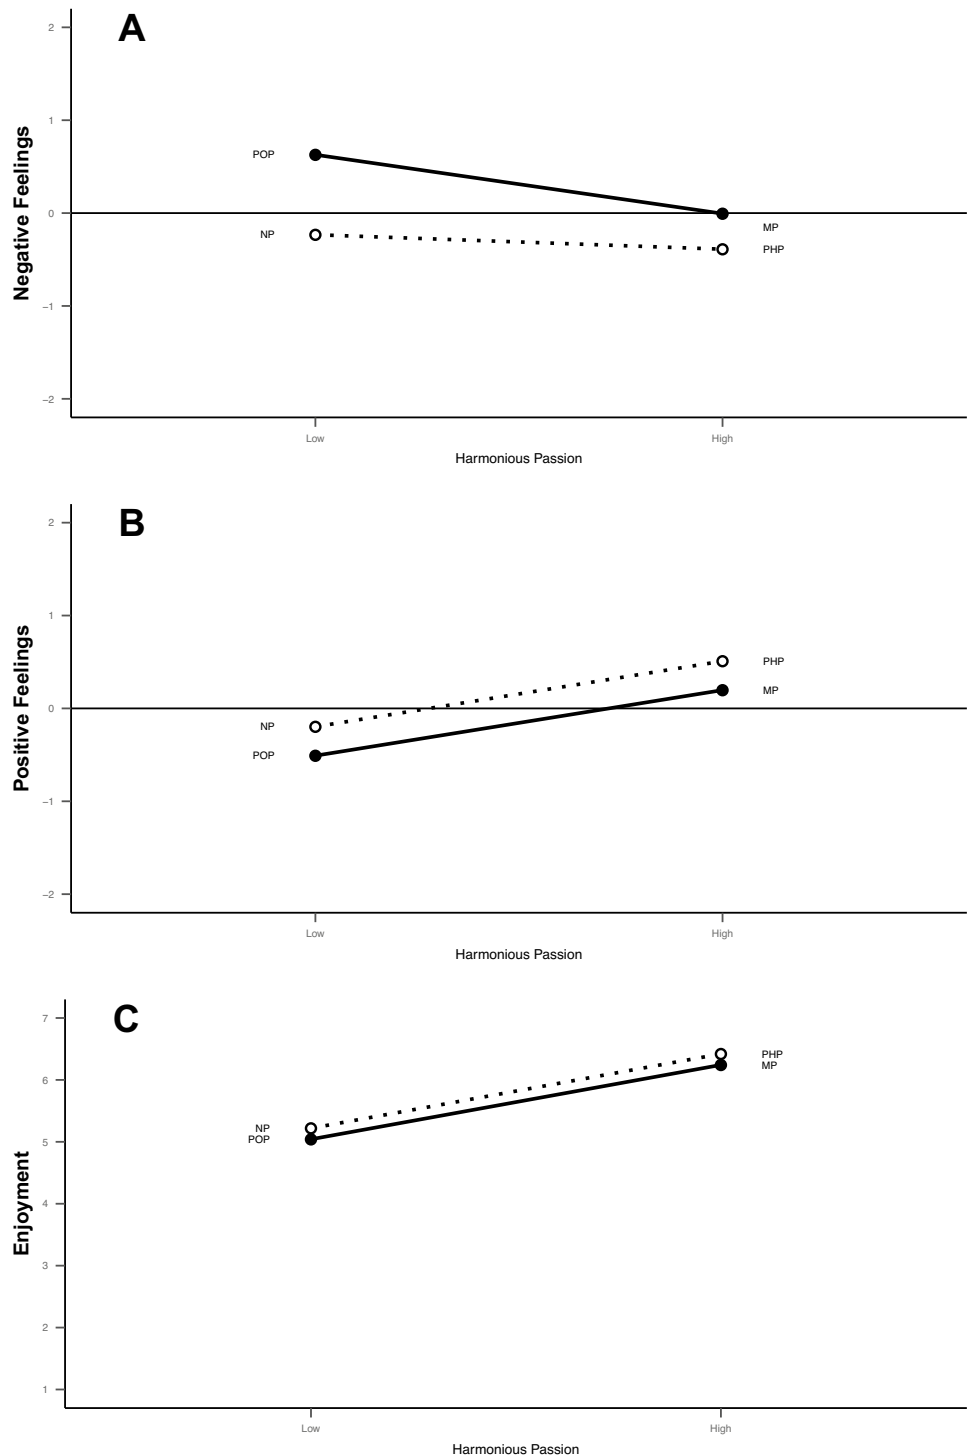 A
2
1
0
−1
−2
Negative Feelings
POP
NP
MP
PHP
Low
High
Harmonious Passion
B
2
1
0
−1
−2
Positive Feelings
PHP
MP
NP
POP
Low
High
Harmonious Passion
C
7
6
5
4
3
2
1
Enjoyment
PHP
MP
NP
POP
Low
High
Harmonious Passion